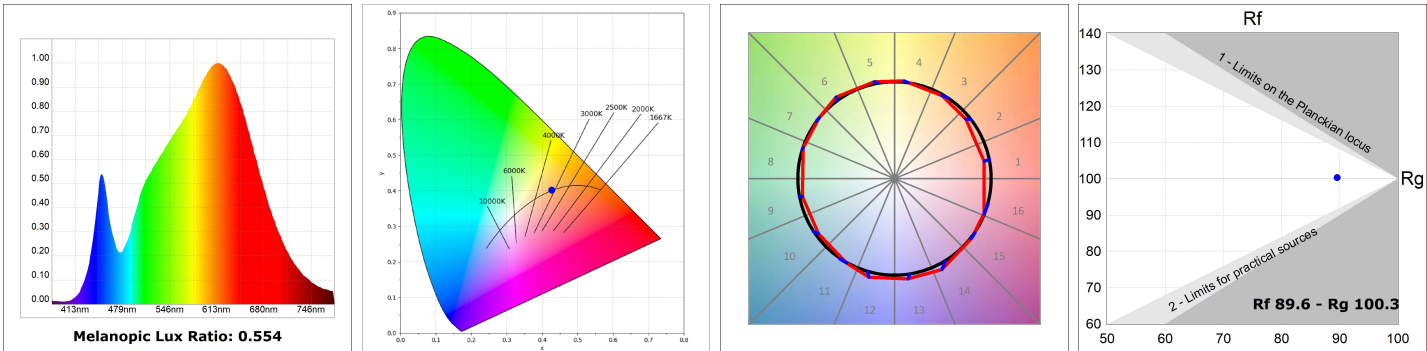 1.00
0.90
0.80
0.70
0.60
0.50
0.40
0.30
0.20
0.10
0.00
413nm 479nm 546nm 613nm 680nm 746nm
Melanopic Lux Ratio: 0.554
0.9
0.8
0.7
0.6
0.5
0.4
0.3
0.2
0.1
0.0
y
0.0 0.1 0.2 0.3 0.4 0.5 0.6 0.7 0.8
x
10000K
6000K
4000K
3000K
2500K
2000K
1667K
1
2
3
4
5
6
7
8
9
10
11
12
13
14
15
16
Rf
140
130
120
110
100
90
80
70
60
50 60 70 80 90 100
Rg
1 - Limits on the Planckian locus
2 - Limits for practical sources
Rf 89.6 - Rg 100.3